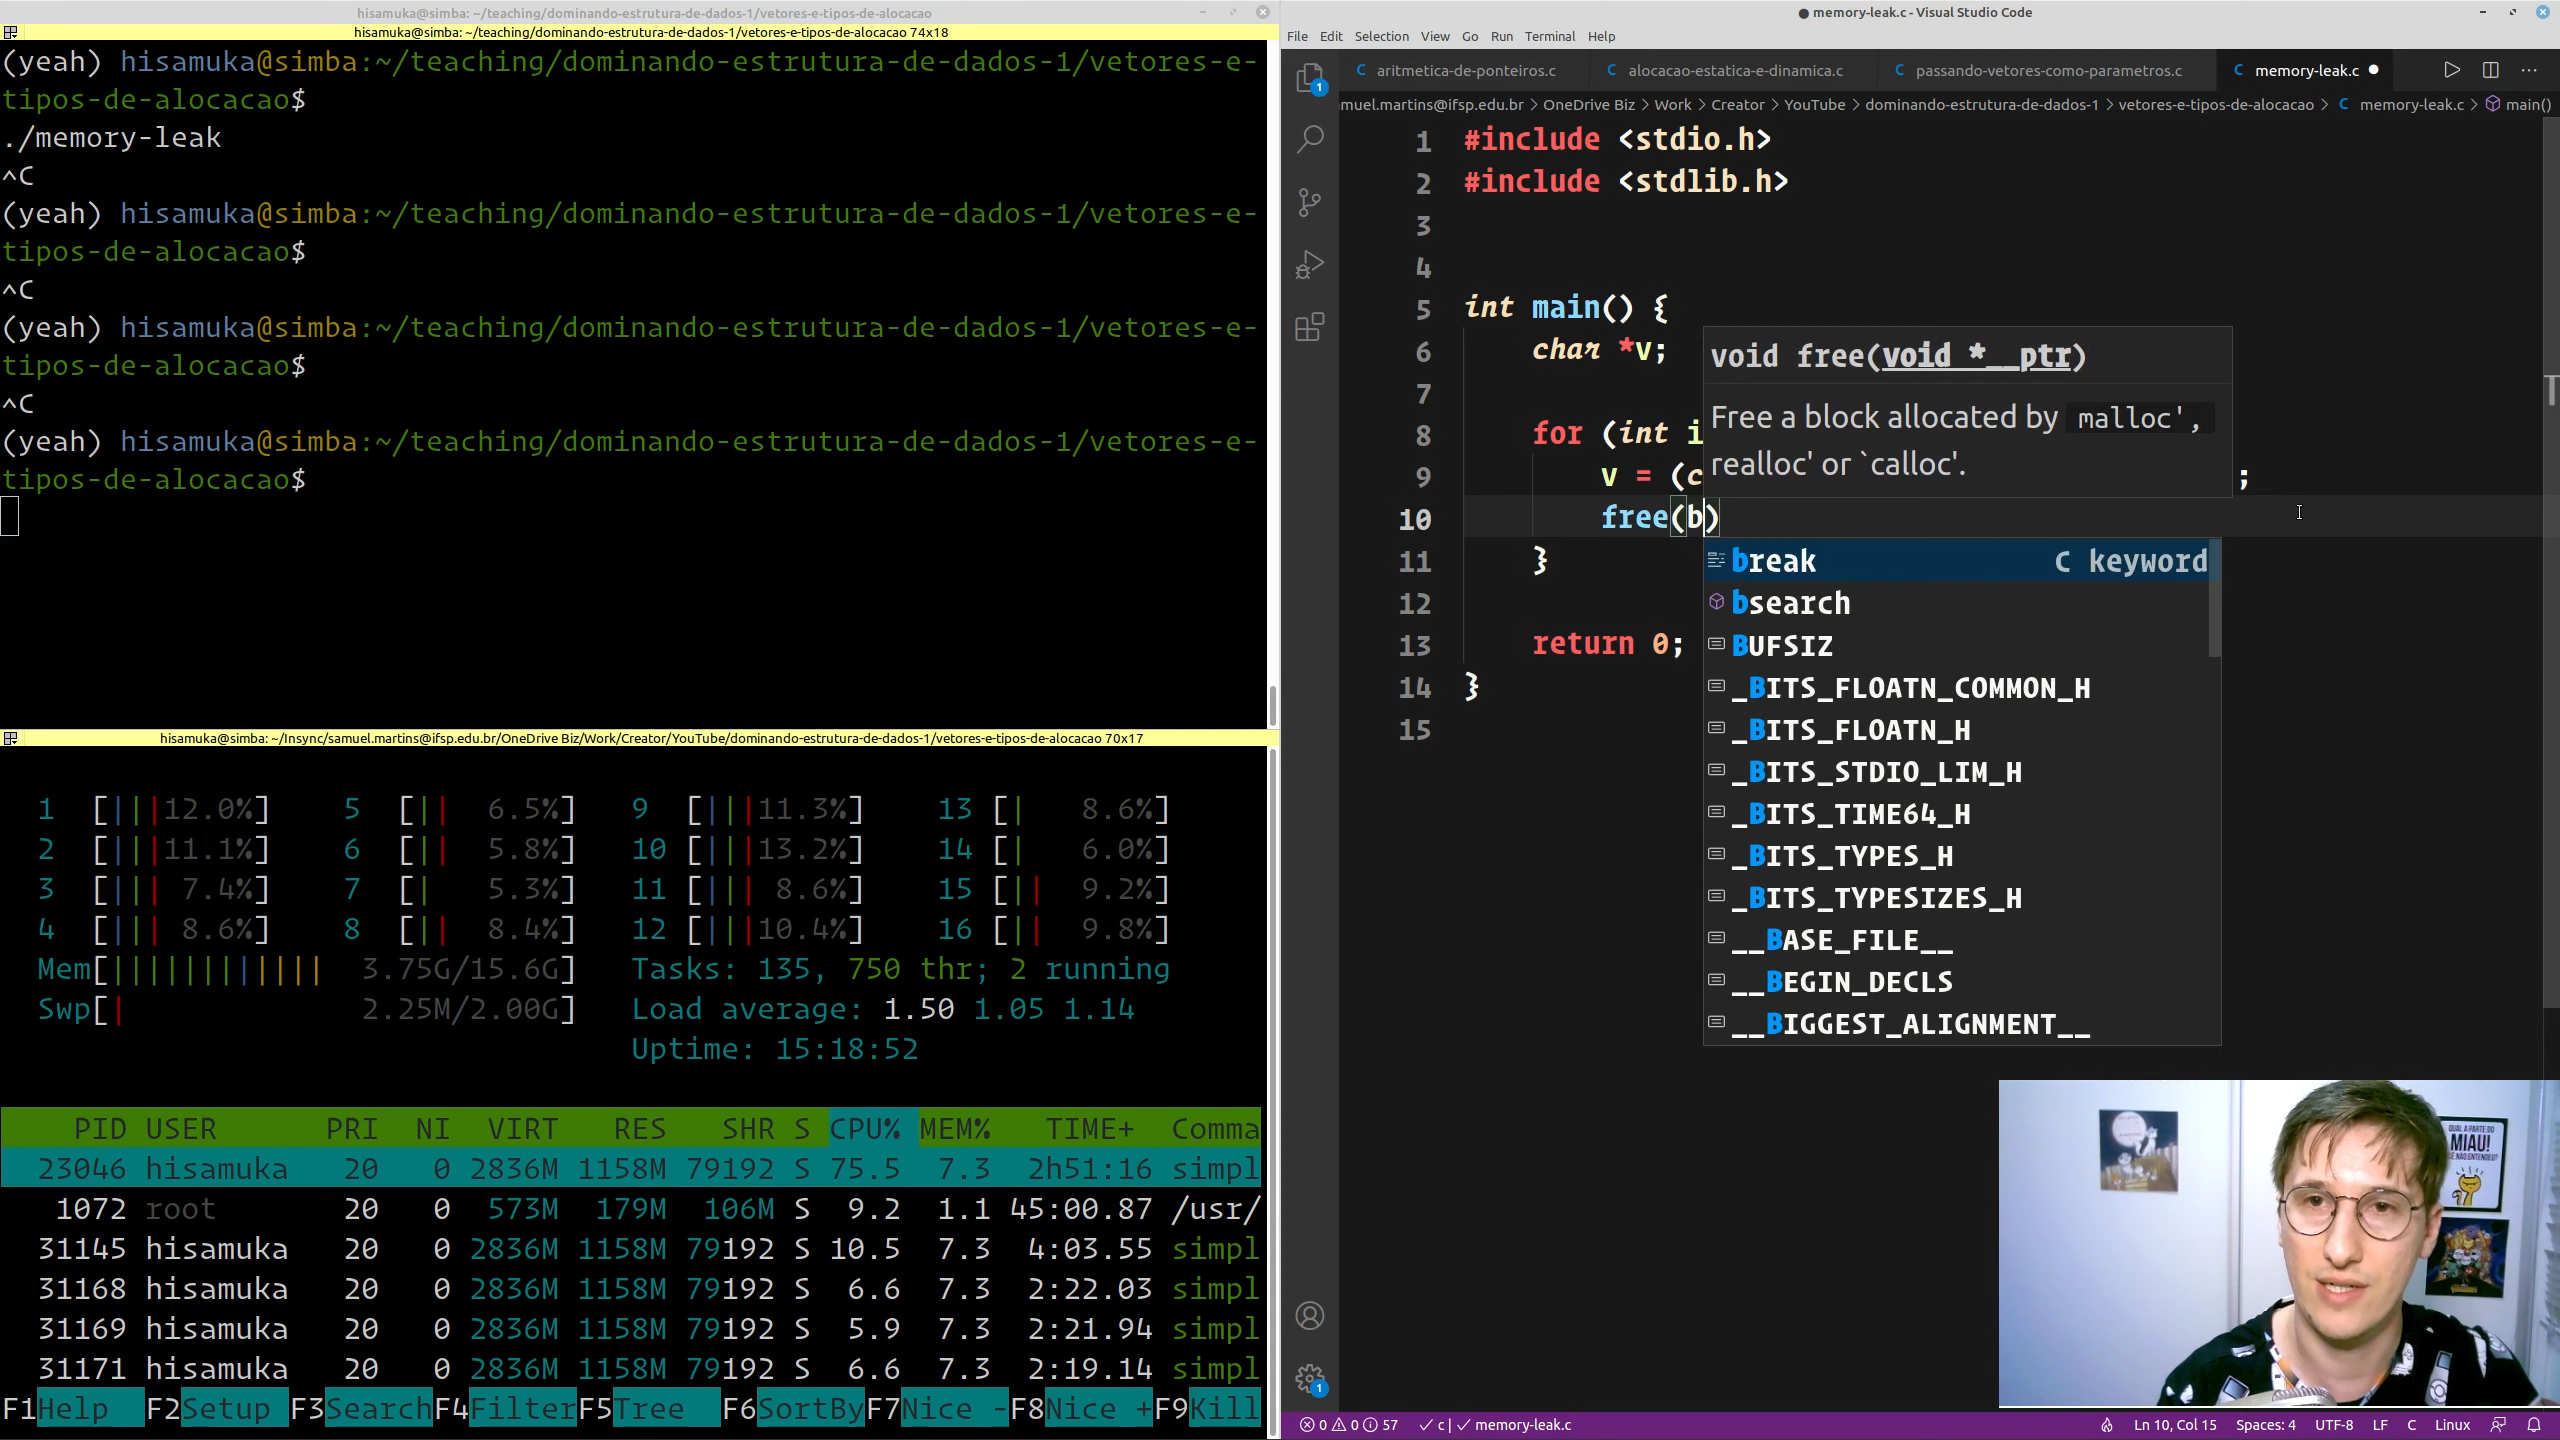 hisamuka@simba: ~/teaching/dominando-estrutura-de-dados-1/vetores-e-tipos-de-alocacao
hisamuka@simba: ~/teaching/dominando-estrutura-de-dados-1/vetores-e-tipos-de-alocacao 74x18
(yeah) hisamuka@simba:~/teaching/dominando-estrutura-de-dados-1/vetores-e-
tipos-de-alocacao$
./memory-leak
^C
(yeah) hisamuka@simba:~/teaching/dominando-estrutura-de-dados-1/vetores-e-
tipos-de-alocacao$
^C
(yeah) hisamuka@simba:~/teaching/dominando-estrutura-de-dados-1/vetores-e-
tipos-de-alocacao$
^C
(yeah) hisamuka@simba:~/teaching/dominando-estrutura-de-dados-1/vetores-e-
tipos-de-alocacao$
hisamuka@simba: ~/Insync/samuel.martins@ifsp.edu.br/OneDrive Biz/Work/Creator/YouTube/dominando-estrutura-de-dados-1/vetores-e-tipos-de-alocacao 70x17
1 [||||12.0%] 5 [|| 6.5%] 9 [||||11.3%] 13 [| 8.6%]
2 [||||11.1%] 6 [|| 5.8%] 10 [||||13.2%] 14 [| 6.0%]
3 [||| 7.4%] 7 [| 5.3%] 11 [||| 8.6%] 15 [|| 9.2%]
4 [||| 8.6%] 8 [|| 8.4%] 12 [||||10.4%] 16 [|| 9.8%]
Mem[|||||||||||| 3.75G/15.6G] Tasks: 135, 750 thr; 2 running
Swp[| 2.25M/2.00G] Load average: 1.50 1.05 1.14
Uptime: 15:18:52
PID USER PRI NI VIRT RES SHR S CPU% MEM% TIME+ Comma
23046 hisamuka 20 0 2836M 1158M 79192 S 75.5 7.3 2h51:16 simpl
1072 root 20 0 573M 179M 106M S 9.2 1.1 45:00.87 /usr/
31145 hisamuka 20 0 2836M 1158M 79192 S 10.5 7.3 4:03.55 simpl
31168 hisamuka 20 0 2836M 1158M 79192 S 6.6 7.3 2:22.03 simpl
31169 hisamuka 20 0 2836M 1158M 79192 S 5.9 7.3 2:21.94 simpl
31171 hisamuka 20 0 2836M 1158M 79192 S 6.6 7.3 2:19.14 simpl
F1Help F2Setup F3SearchF4FilterF5Tree F6SortByF7Nice -F8Nice +F9Kill
● memory-leak.c - Visual Studio Code
File Edit Selection View Go Run Terminal Help
C aritmetica-de-ponteiros.c C alocacao-estatica-e-dinamica.c C passando-vetores-como-parametros.c C memory-leak.c ●
muel.martins@ifsp.edu.br > OneDrive Biz > Work > Creator > YouTube > dominando-estrutura-de-dados-1 > vetores-e-tipos-de-alocacao > C memory-leak.c > main()
1 #include <stdio.h>
2 #include <stdlib.h>
3
4
5 int main() {
6 char *v;
7
8 for (int i
9 v = (c ;
10 free(b)
11 }
12
13 return 0;
14 }
15
void free(void *__ptr)
Free a block allocated by malloc',
realloc' or `calloc'.
break C keyword
bsearch
BUFSIZ
_BITS_FLOATN_COMMON_H
_BITS_FLOATN_H
_BITS_STDIO_LIM_H
_BITS_TIME64_H
_BITS_TYPES_H
_BITS_TYPESIZES_H
__BASE_FILE__
__BEGIN_DECLS
__BIGGEST_ALIGNMENT__
1
1
QUAL A PARTE DO
MIAU!
0 0 57 c | memory-leak.c Ln 10, Col 15 Spaces: 4 UTF-8 LF C Linux